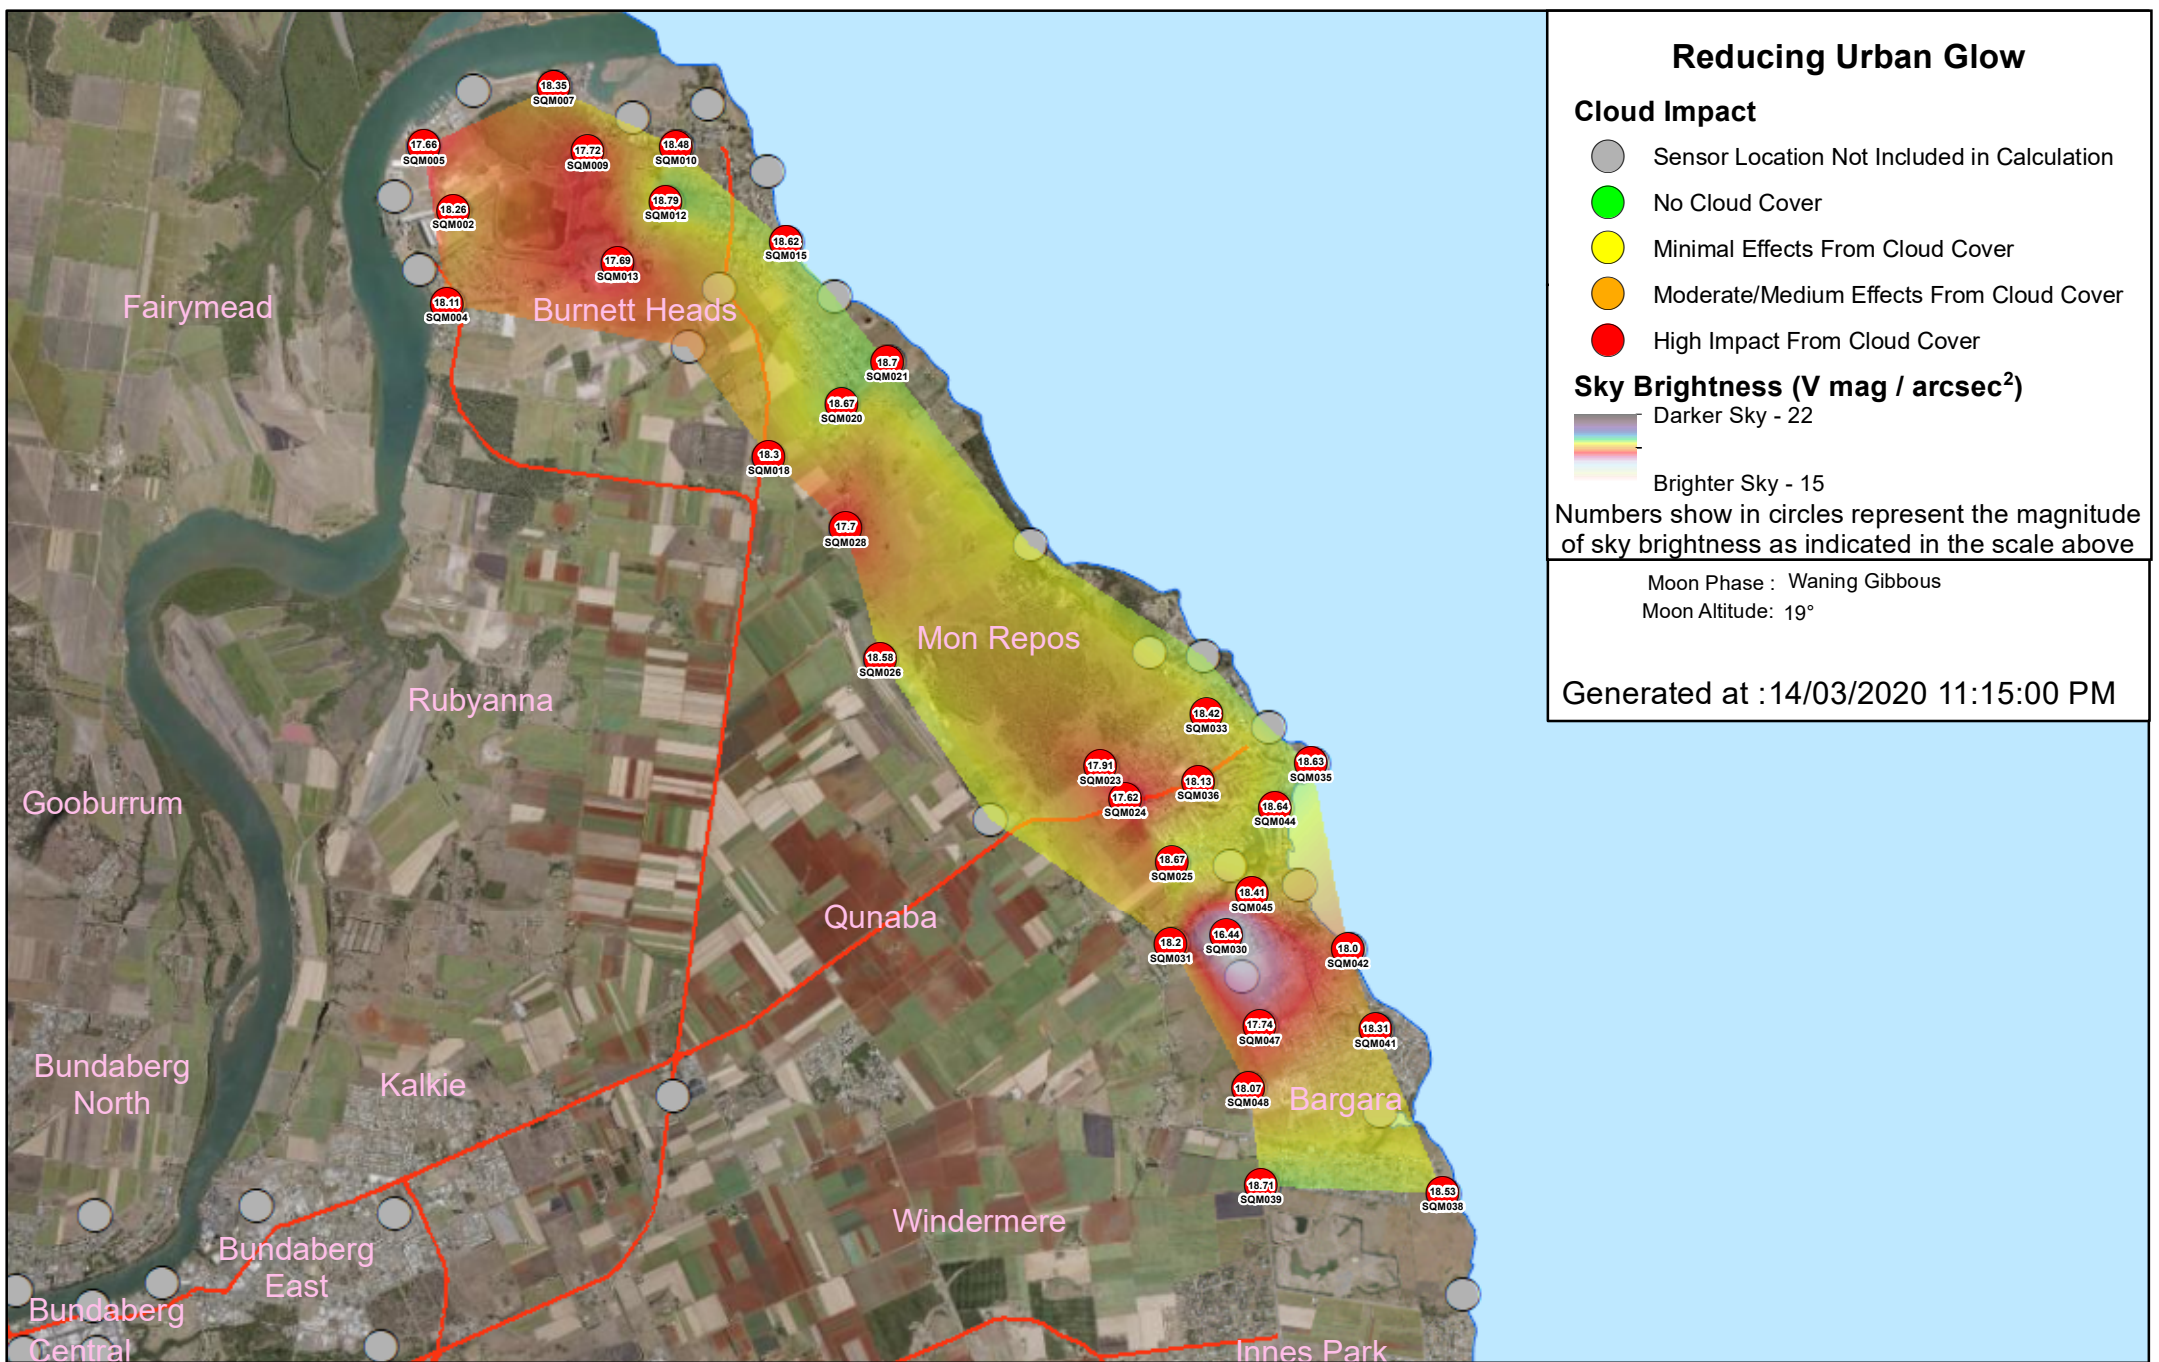 Reducing Urban Glow
Cloud Impact
Sensor Location Not Included in Calculation
No Cloud Cover
Minimal Effects From Cloud Cover
Moderate/Medium Effects From Cloud Cover
High Impact From Cloud Cover
Sky Brightness (V mag / arcsec²)
Darker Sky - 22
Brighter Sky - 15
Numbers show in circles represent the magnitude
of sky brightness as indicated in the scale above
Moon Phase : Waning Gibbous
Moon Altitude: 19°
Generated at :14/03/2020 11:15:00 PM
18.35
SQM007
17.66
SQM005
17.72
SQM009
18.48
SQM010
18.26
SQM002
18.79
SQM012
18.62
SQM015
17.69
SQM013
18.11
SQM004
Fairymead
Burnett Heads
18.7
SQM021
18.67
SQM020
18.3
SQM018
17.7
SQM028
Mon Repos
18.58
SQM026
Rubyanna
18.42
SQM033
17.91
SQM023
18.63
SQM035
18.13
SQM036
17.62
SQM024
18.64
SQM044
Gooburrum
18.67
SQM025
18.41
SQM045
Qunaba
16.44
SQM030
18.2
SQM031
18.0
SQM042
17.74
SQM047
18.31
SQM041
Bundaberg
North
Kalkie
18.07
SQM048
Bargara
18.71
SQM039
18.53
SQM038
Windermere
Bundaberg
East
Bundaberg
Central
Innes Park